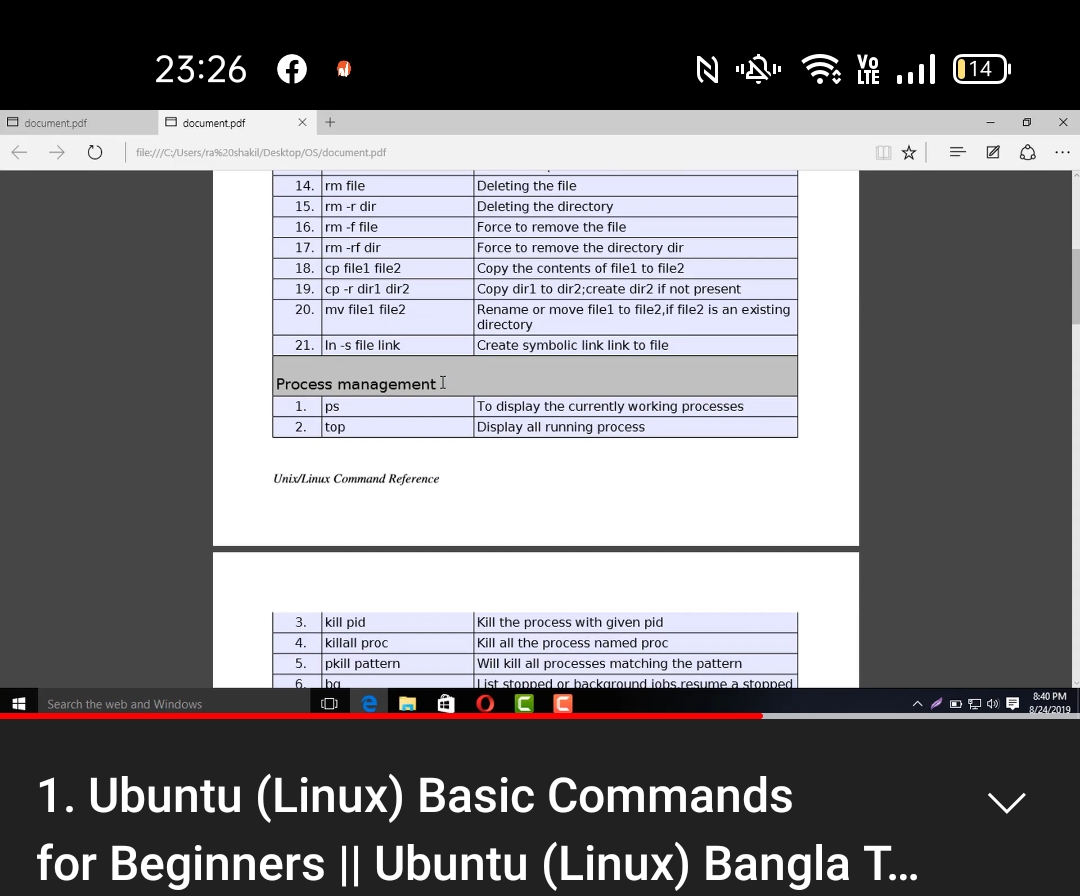 23:26
Vo
LTE
14
document.pdf
document.pdf
file:///C:/Users/ra%20shakil/Desktop/OS/document.pdf
14. rm file Deleting the file
15. rm -r dir Deleting the directory
16. rm -f file Force to remove the file
17. rm -rf dir Force to remove the directory dir
18. cp file1 file2 Copy the contents of file1 to file2
19. cp -r dir1 dir2 Copy dir1 to dir2;create dir2 if not present
20. mv file1 file2 Rename or move file1 to file2,if file2 is an existing
directory
21. ln -s file link Create symbolic link link to file
Process management
1. ps To display the currently working processes
2. top Display all running process
Unix/Linux Command Reference
3. kill pid Kill the process with given pid
4. killall proc Kill all the process named proc
5. pkill pattern Will kill all processes matching the pattern
6. bg List stopped or background jobs,resume a stopped
Search the web and Windows
8:40 PM
8/24/2019
1. Ubuntu (Linux) Basic Commands
for Beginners || Ubuntu (Linux) Bangla T...